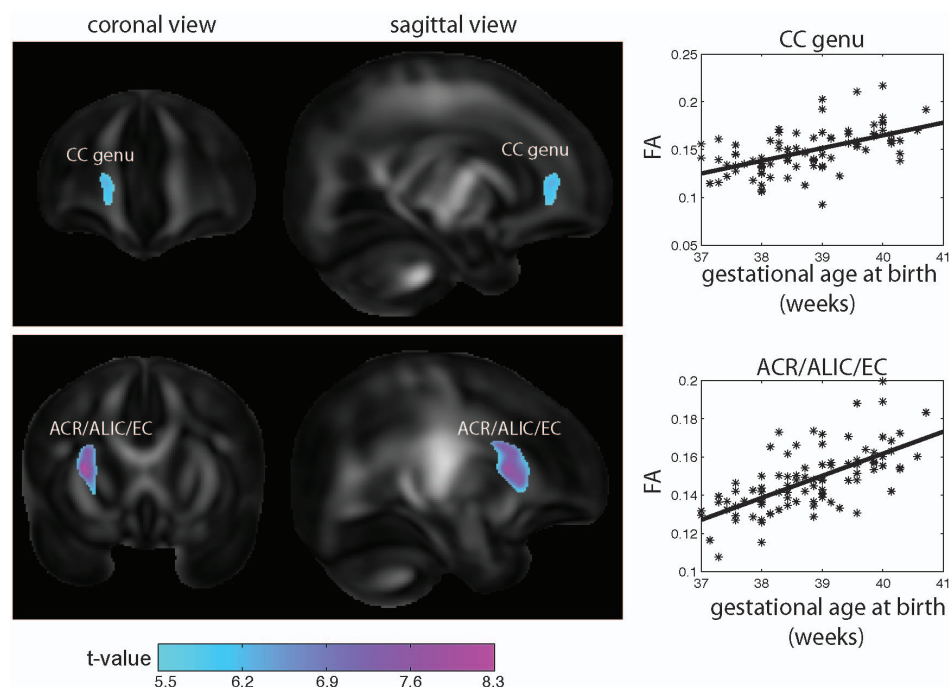 coronal view
sagittal view
CC genu
CC genu
ACR/ALIC/EC
ACR/ALIC/EC
t-value
5.5 6.2 6.9 7.6 8.3
CC genu
FA
0.25
0.2
0.15
0.1
0.05
37 38 39 40 41
gestational age at birth
(weeks)
ACR/ALIC/EC
FA
0.2
0.18
0.16
0.14
0.12
0.1
37 38 39 40 41
gestational age at birth
(weeks)